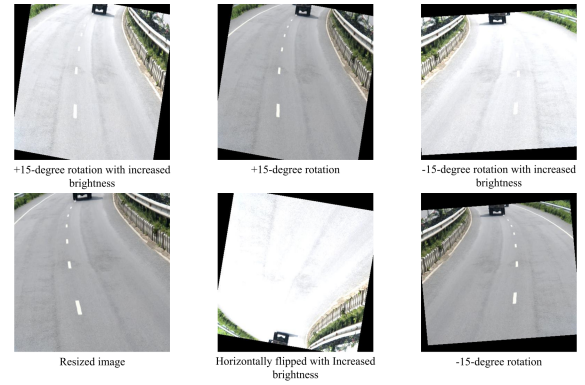 +15-degree rotation with increased
brightness
+15-degree rotation
-15-degree rotation with increased
brightness
Resized image
Horizontally flipped with Increased
brightness
-15-degree rotation